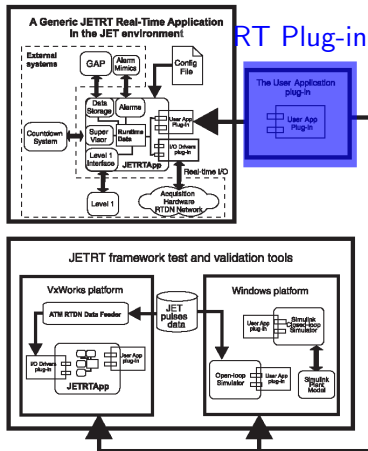 A Generic JETRT Real-Time Application
in the JET environment
RT Plug-in
External
systems
GAP
Alarm
Mimics
Config
File
Data
Storage
Alarms
User App
Plug-in
Countdown
System
Super
Visor
Runtime
Data
I/O Drivers
plug-in
Level 1
Interface
JETRTApp
Real-time I/O
Level 1
Acquisition
Hardware
RTDN Network
The User Application
plug-in
User App
Plug-in
JETRT framework test and validation tools
VxWorks platform
Windows platform
ATM RTDN Data Feeder
JET
pulses
data
Simulink
Closed-loop
Simulator
User App
plug-in
I/O Drivers
plug-in
User App
plug-in
JETRTApp
Open-loop
Simulator
User App
plug-in
Simulink
Plant
Model